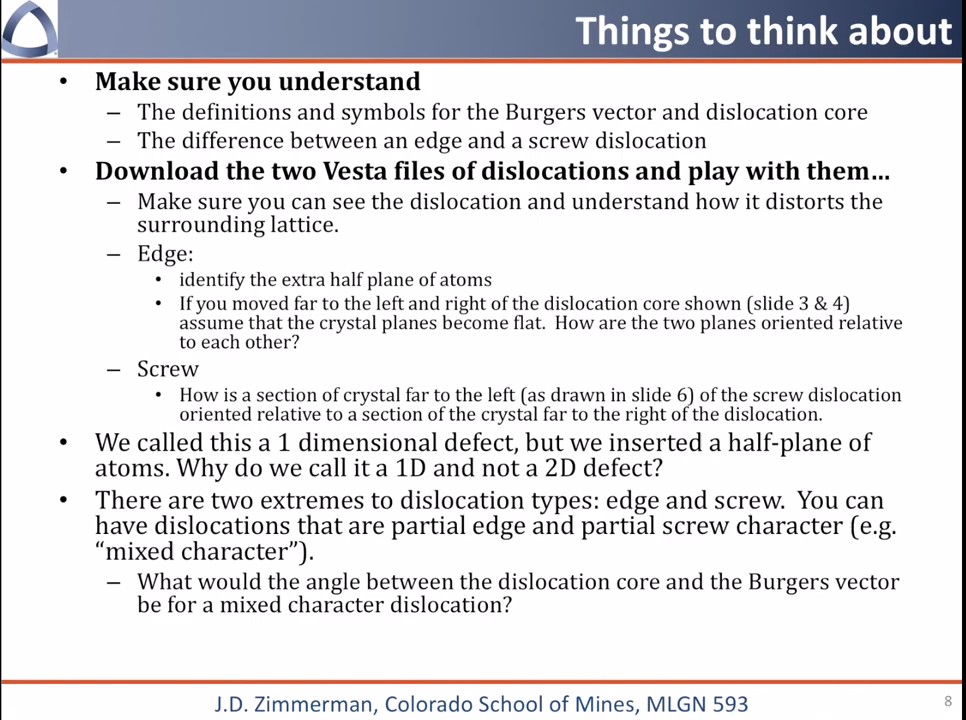 Things to think about
• Make sure you understand
– The definitions and symbols for the Burgers vector and dislocation core
– The difference between an edge and a screw dislocation
• Download the two Vesta files of dislocations and play with them…
– Make sure you can see the dislocation and understand how it distorts the
surrounding lattice.
– Edge:
• identify the extra half plane of atoms
• If you moved far to the left and right of the dislocation core shown (slide 3 & 4)
assume that the crystal planes become flat.  How are the two planes oriented relative
to each other?
– Screw
• How is a section of crystal far to the left (as drawn in slide 6) of the screw dislocation
oriented relative to a section of the crystal far to the right of the dislocation.
• We called this a 1 dimensional defect, but we inserted a half-plane of
atoms. Why do we call it a 1D and not a 2D defect?
• There are two extremes to dislocation types: edge and screw.  You can
have dislocations that are partial edge and partial screw character (e.g.
“mixed character”).
– What would the angle between the dislocation core and the Burgers vector
be for a mixed character dislocation?
J.D. Zimmerman, Colorado School of Mines, MLGN 593
8